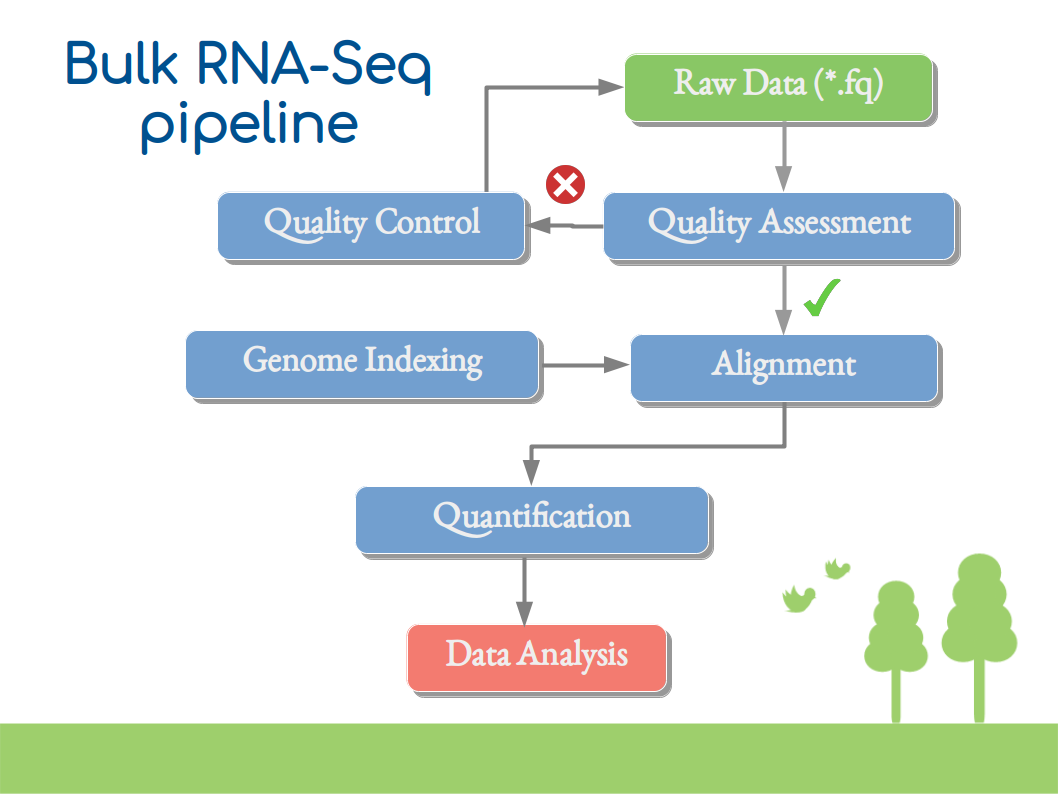 Bulk RNA-Seq
pipeline
Raw Data (*.fq)
Quality Control
Quality Assessment
Genome Indexing
Alignment
Quantification
Data Analysis